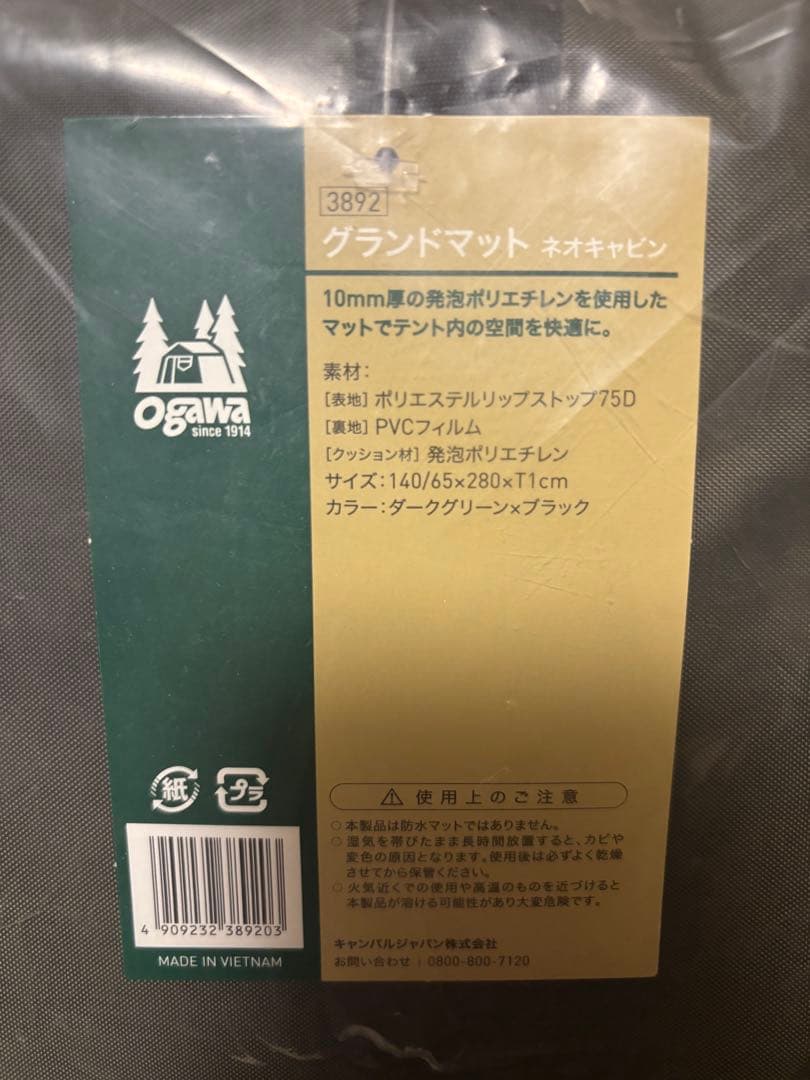 3892
グランドマット ネオキャビン
10mm厚の発泡ポリエチレンを使用した
マットでテント内の空間を快適に。
素材:
[表地] ポリエステルリップストップ75D
[裏地] PVCフィルム
[クッション材] 発泡ポリエチレン
サイズ:140/65×280×T1cm
カラー:ダークグリーン×ブラック
ogawa
since 1914
⚠ 使用上のご注意
○ 本製品は防水マットではありません。
○ 湿気を帯びたまま長時間放置すると、カビや
変色の原因となります。使用後は必ずよく乾燥
させてから保管ください。
○ 火気近くでの使用や高温のものを近づけると
本製品が溶ける可能性があり大変危険です。
キャンパルジャパン株式会社
お問い合わせ | 0800-800-7120
紙
プラ
4 909232 389203
MADE IN VIETNAM